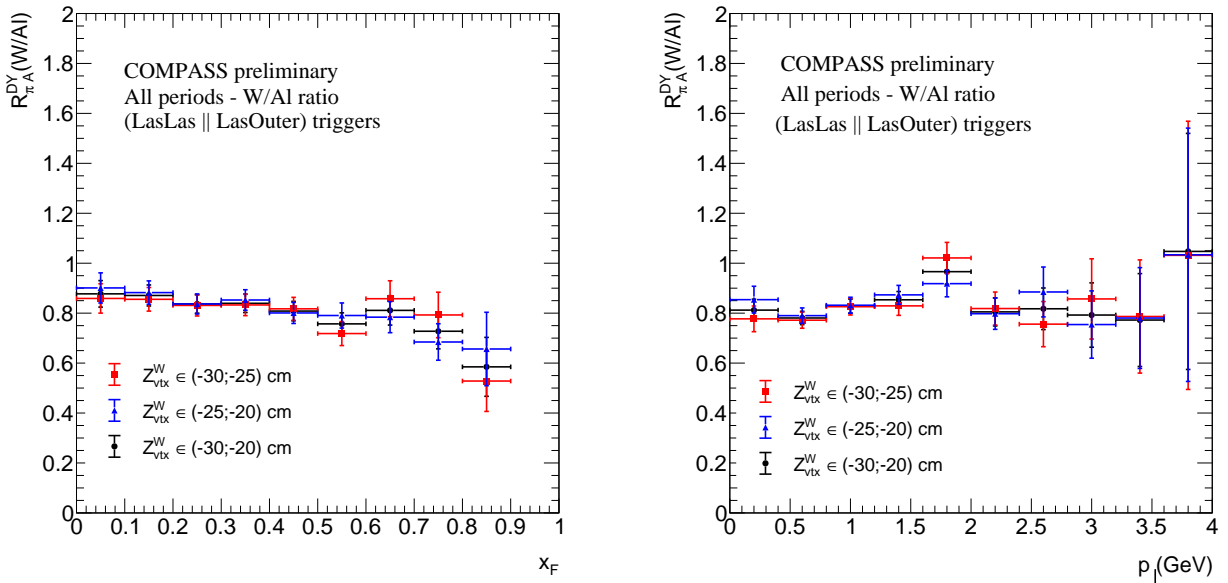 R^DY_πA(W/Al)
2
1.8
1.6
1.4
1.2
1
0.8
0.6
0.4
0.2
0
COMPASS preliminary
All periods - W/Al ratio
(LasLas || LasOuter) triggers
Z^W_vtx ∈ (-30;-25) cm
Z^W_vtx ∈ (-25;-20) cm
Z^W_vtx ∈ (-30;-20) cm
0 0.1 0.2 0.3 0.4 0.5 0.6 0.7 0.8 0.9 1
x_F
R^DY_πA(W/Al)
2
1.8
1.6
1.4
1.2
1
0.8
0.6
0.4
0.2
0
COMPASS preliminary
All periods - W/Al ratio
(LasLas || LasOuter) triggers
Z^W_vtx ∈ (-30;-25) cm
Z^W_vtx ∈ (-25;-20) cm
Z^W_vtx ∈ (-30;-20) cm
0 0.5 1 1.5 2 2.5 3 3.5 4
p_l(GeV)